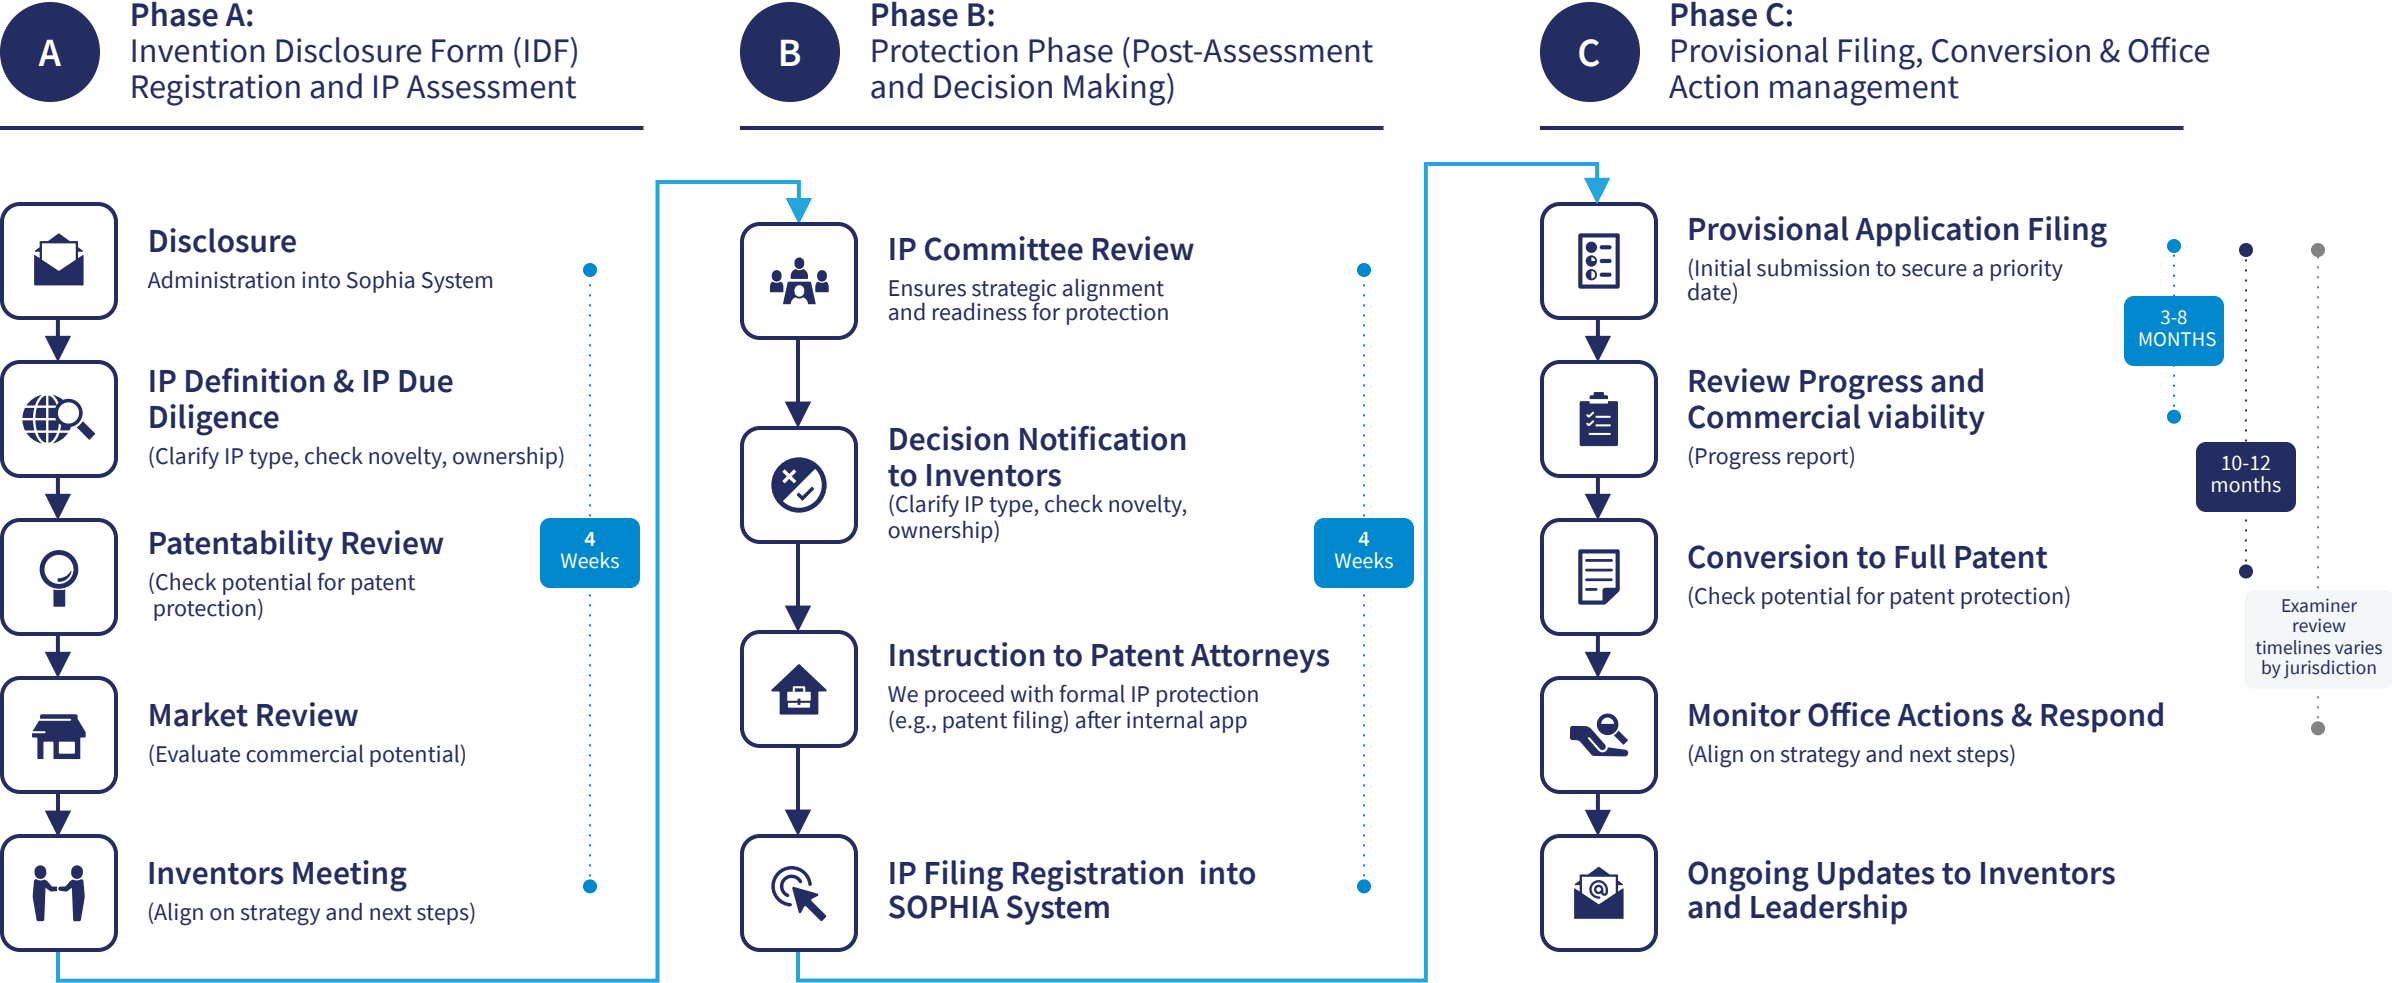 A
Phase A:
Invention Disclosure Form (IDF)
Registration and IP Assessment
Disclosure
Administration into Sophia System
IP Definition & IP Due
Diligence
(Clarify IP type, check novelty, ownership)
Patentability Review
(Check potential for patent
protection)
Market Review
(Evaluate commercial potential)
Inventors Meeting
(Align on strategy and next steps)
4
Weeks
B
Phase B:
Protection Phase (Post-Assessment
and Decision Making)
IP Committee Review
Ensures strategic alignment
and readiness for protection
Decision Notification
to Inventors
(Clarify IP type, check novelty,
ownership)
Instruction to Patent Attorneys
We proceed with formal IP protection
(e.g., patent filing) after internal app
IP Filing Registration into
SOPHIA System
4
Weeks
C
Phase C:
Provisional Filing, Conversion & Office
Action management
Provisional Application Filing
(Initial submission to secure a priority
date)
Review Progress and
Commercial viability
(Progress report)
Conversion to Full Patent
(Check potential for patent protection)
Monitor Office Actions & Respond
(Align on strategy and next steps)
@
Ongoing Updates to Inventors
and Leadership
3-8
MONTHS
10-12
months
Examiner
review
timelines varies
by jurisdiction